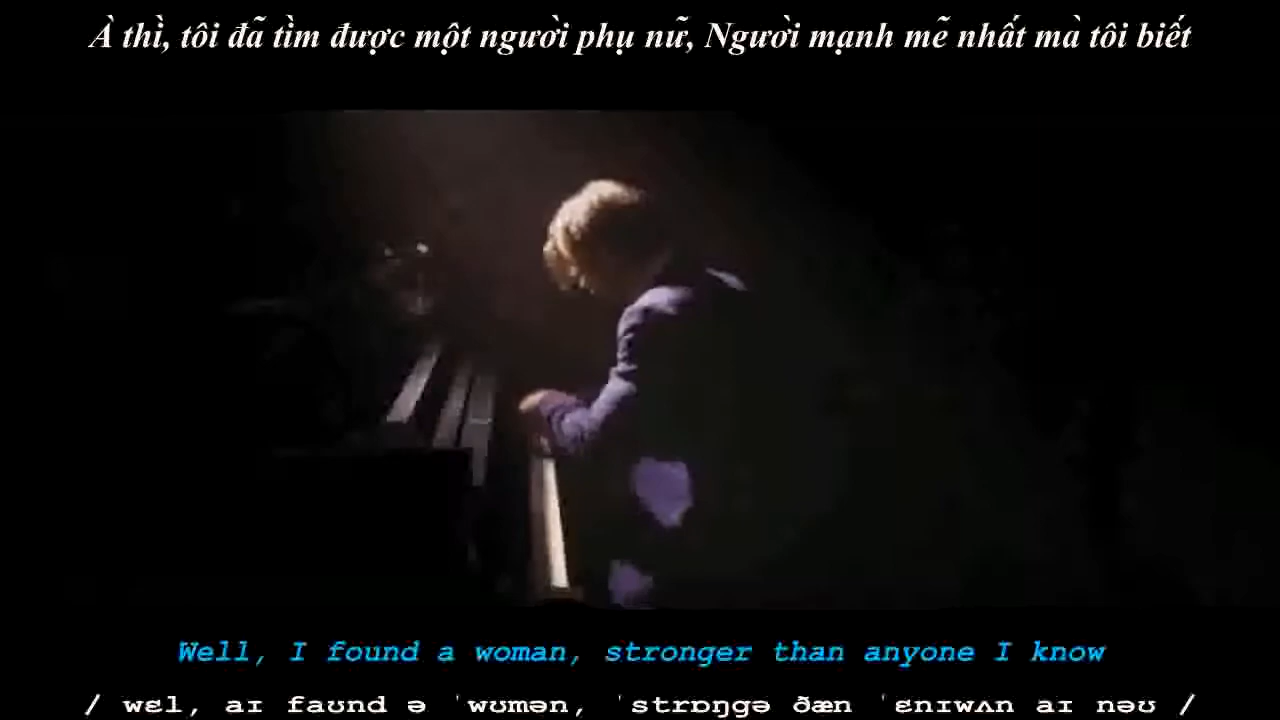 À thì, tôi đã tìm được một người phụ nữ, Người mạnh mẽ nhất mà tôi biết
Well, I found a woman, stronger than anyone I know
/ wɛl, aɪ faʊnd ə ˈwʊmən, ˈstrɒŋgə ðæn ˈɛnɪwʌn aɪ nəʊ /